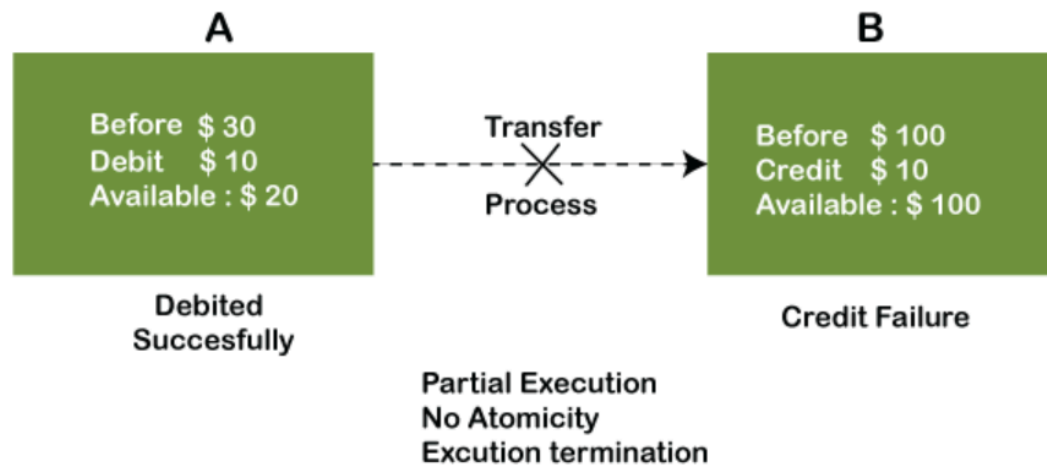 A
Before $ 30
Debit $ 10
Available : $ 20
Debited
Succesfully
Transfer
Process
B
Before $ 100
Credit $ 10
Available : $ 100
Credit Failure
Partial Execution
No Atomicity
Excution termination